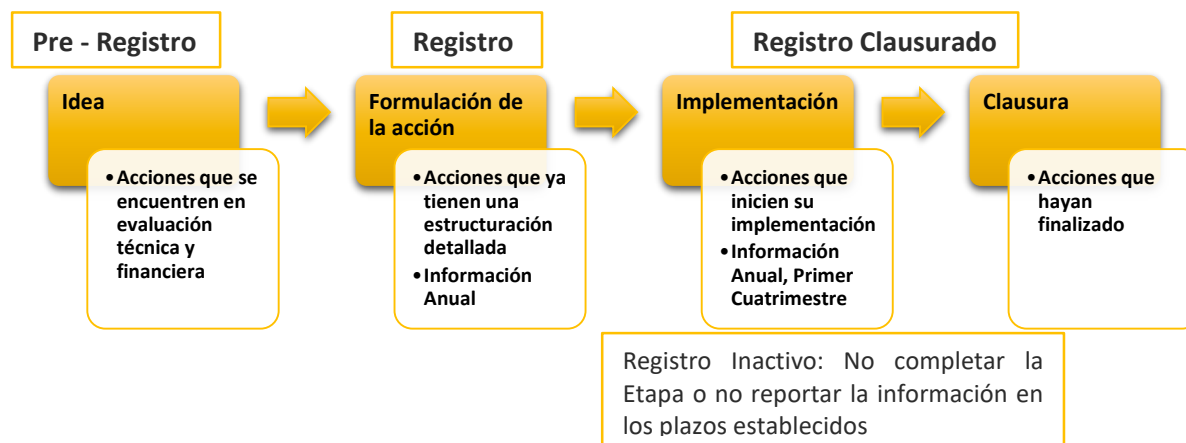 Pre - Registro
Registro
Registro Clausurado
Idea
•Acciones que se
encuentren en
evaluación
técnica y
financiera
Formulación de
la acción
•Acciones que ya
tienen una
estructuración
detallada
•Información
Anual
Implementación
•Acciones que
inicien su
implementación
•Información
Anual, Primer
Cuatrimestre
Clausura
•Acciones que
hayan
finalizado
Registro Inactivo: No completar la
Etapa o no reportar la información en
los plazos establecidos